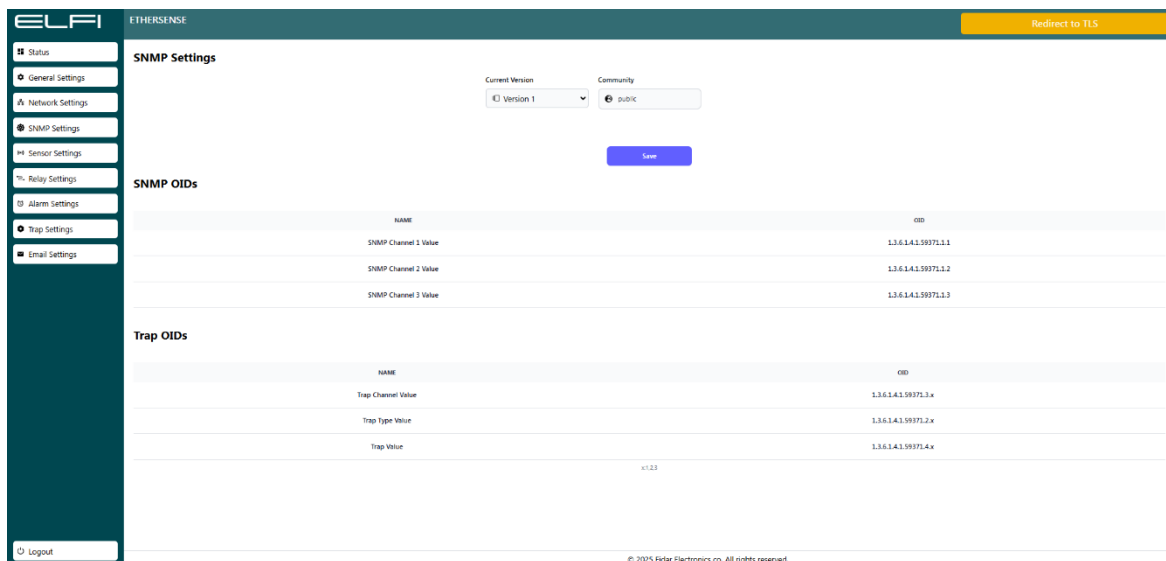 ELFI
ETHERSENSE
Redirect to TLS
Status
General Settings
Network Settings
SNMP Settings
Sensor Settings
Relay Settings
Alarm Settings
Trap Settings
Email Settings
Logout
SNMP Settings
Current Version Community
Version 1 public
Save
SNMP OIDs
NAME OID
SNMP Channel 1 Value 1.3.6.1.4.1.59371.1.1
SNMP Channel 2 Value 1.3.6.1.4.1.59371.1.2
SNMP Channel 3 Value 1.3.6.1.4.1.59371.1.3
Trap OIDs
NAME OID
Trap Channel Value 1.3.6.1.4.1.59371.3.x
Trap Type Value 1.3.6.1.4.1.59371.2.x
Trap Value 1.3.6.1.4.1.59371.4.x
© 2025 Fidar Electronics co. All rights reserved.